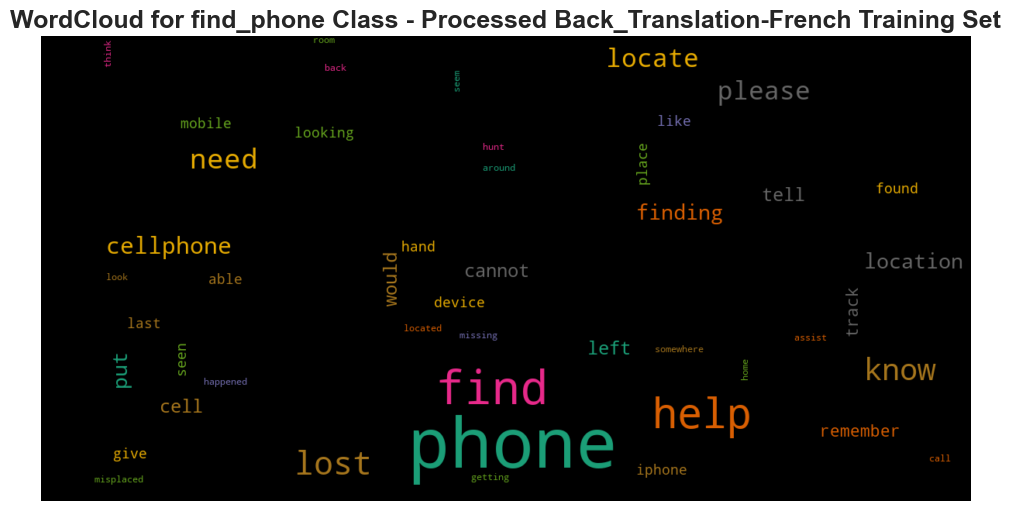 WordCloud for find_phone Class - Processed Back_Translation-French Training Set
think
room
back
seem
locate
please
mobile
looking
like
need
hunt
around
place
tell
found
finding
cellphone
hand
would
cannot
location
look
able
device
track
last
located
missing
left
somewhere
assist
put
seen
happened
home
know
find
cell
help
remember
phone
give
lost
iphone
call
misplaced
getting